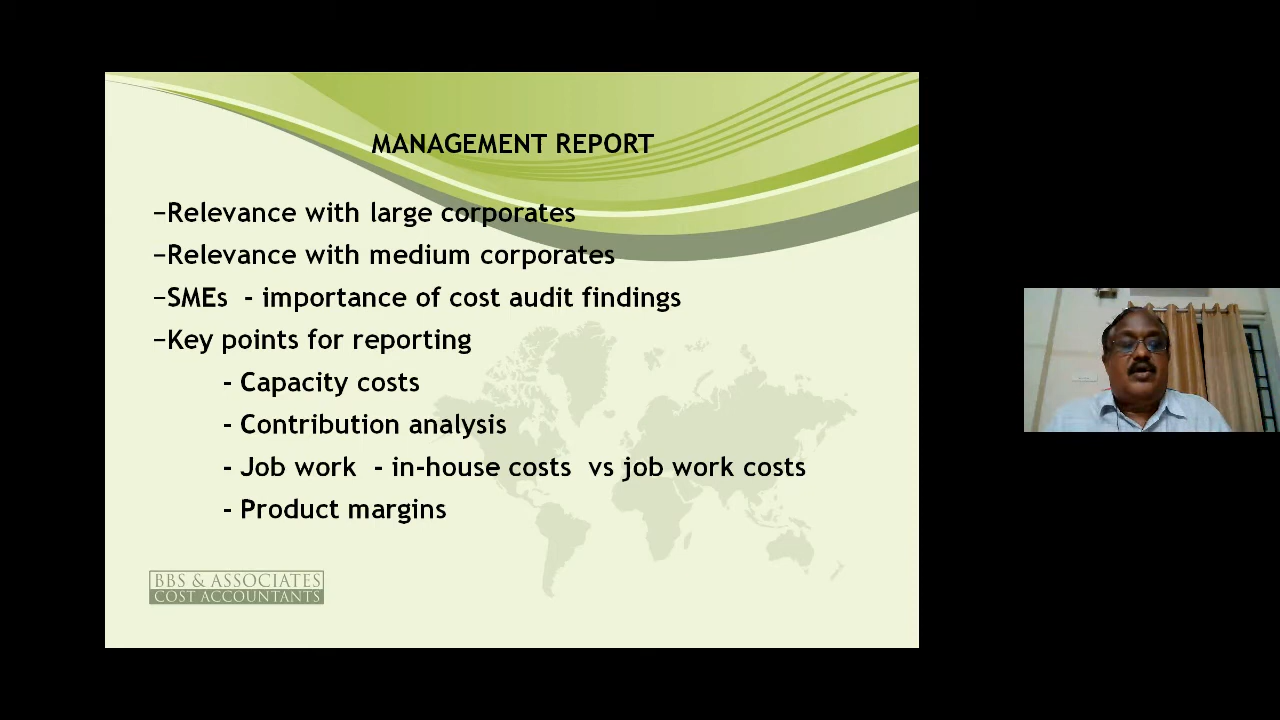 MANAGEMENT REPORT
–Relevance with large corporates
–Relevance with medium corporates
–SMEs - importance of cost audit findings
–Key points for reporting
- Capacity costs
- Contribution analysis
- Job work - in-house costs vs job work costs
- Product margins
BBS & ASSOCIATES
COST ACCOUNTANTS